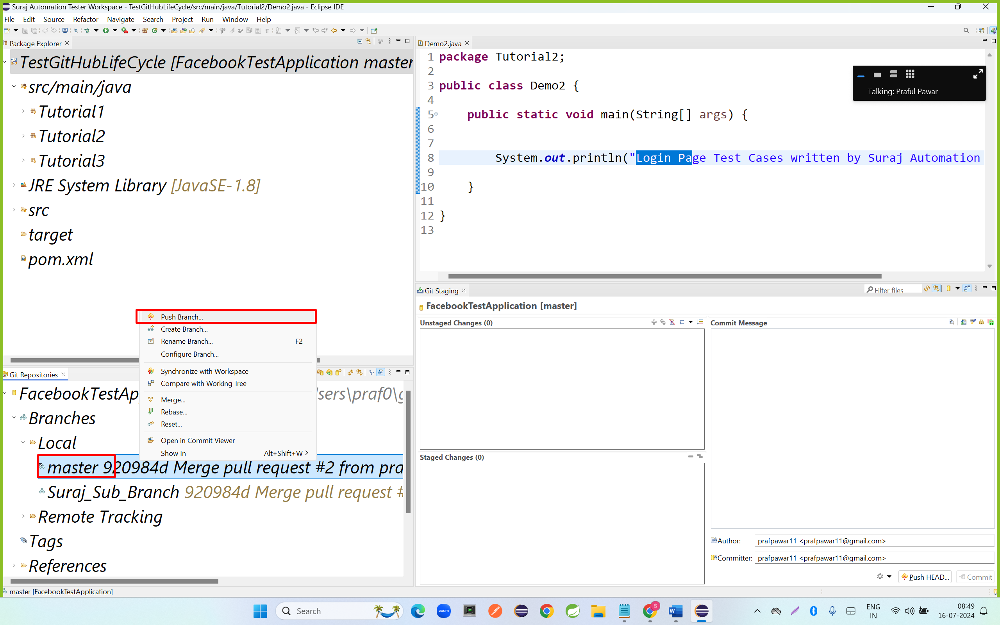 Suraj Automation Tester Workspace - TestGitHubLifeCycle/src/main/java/Tutorial2/Demo2.java - Eclipse IDE
File Edit Source Refactor Navigate Search Project Run Window Help
Package Explorer
TestGitHubLifeCycle [FacebookTestApplication master
src/main/java
Tutorial1
Tutorial2
Tutorial3
JRE System Library [JavaSE-1.8]
src
target
pom.xml
Demo2.java
1 package Tutorial2;
2
3 public class Demo2 {
4
5 public static void main(String[] args) {
6
7
8 System.out.println("Login Page Test Cases written by Suraj Automation
9
10 }
11
12 }
13
Talking: Praful Pawar
Push Branch...
Create Branch...
Rename Branch... F2
Configure Branch...
Synchronize with Workspace
Compare with Working Tree
Merge...
Rebase...
Reset...
Open in Commit Viewer
Show In Alt+Shift+W
Git Repositories
FacebookTestAp sers\praf0\g
Branches
Local
master 920984d Merge pull request #2 from pra
Suraj_Sub_Branch 920984d Merge pull request #
Remote Tracking
Tags
References
master [FacebookTestApplication]
Git Staging
Filter files
FacebookTestApplication [master]
Unstaged Changes (0)
Staged Changes (0)
Commit Message
Author: prafpawar11 <prafpawar11@gmail.com>
Committer: prafpawar11 <prafpawar11@gmail.com>
Push HEAD... Commit
Search
zoom
S
ENG
IN
08:49
16-07-2024